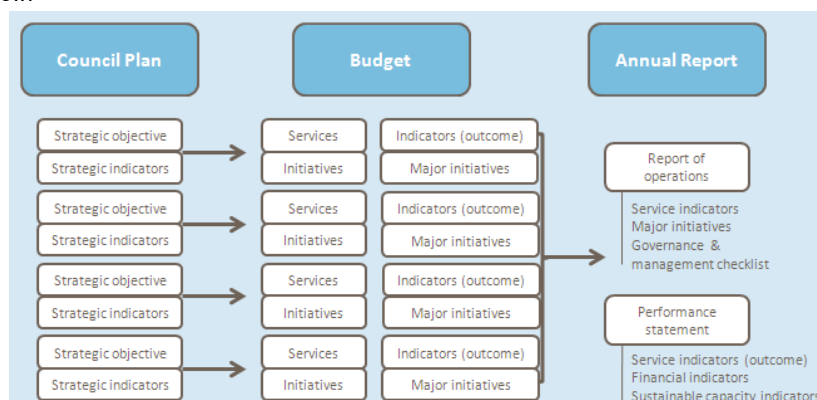 Council Plan
Budget
Annual Report
Strategic objective
Services
Indicators (outcome)
Strategic indicators
Initiatives
Major initiatives
Strategic objective
Services
Indicators (outcome)
Strategic indicators
Initiatives
Major initiatives
Strategic objective
Services
Indicators (outcome)
Strategic indicators
Initiatives
Major initiatives
Strategic objective
Services
Indicators (outcome)
Strategic indicators
Initiatives
Major initiatives
Report of
operations
Service indicators
Major initiatives
Governance &
management checklist
Performance
statement
Service indicators (outcome)
Financial indicators
Sustainable capacity indicators